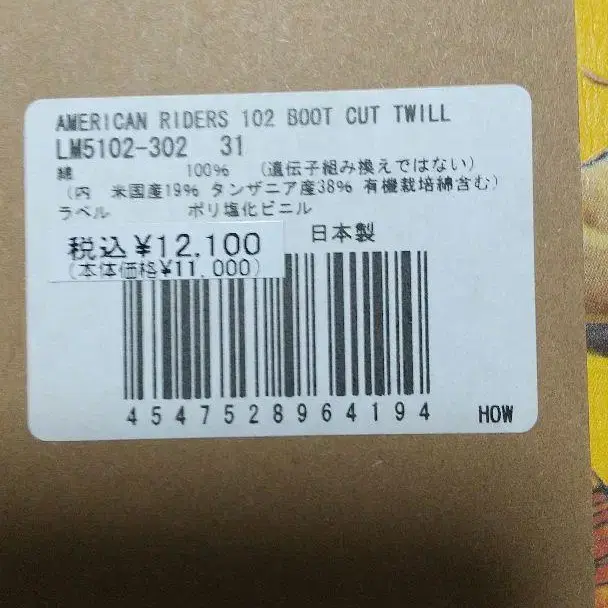 AMERICAN RIDERS 102 BOOT CUT TWILL
LM5102-302 31
綿 100% (遺伝子組み換えではない)
(内 米国産19% タンザニア産38% 有機栽培綿含む)
ラベル ポリ塩化ビニル
税込¥12,100 日本製
(本体価格¥11,000)
4547528964194 HOW